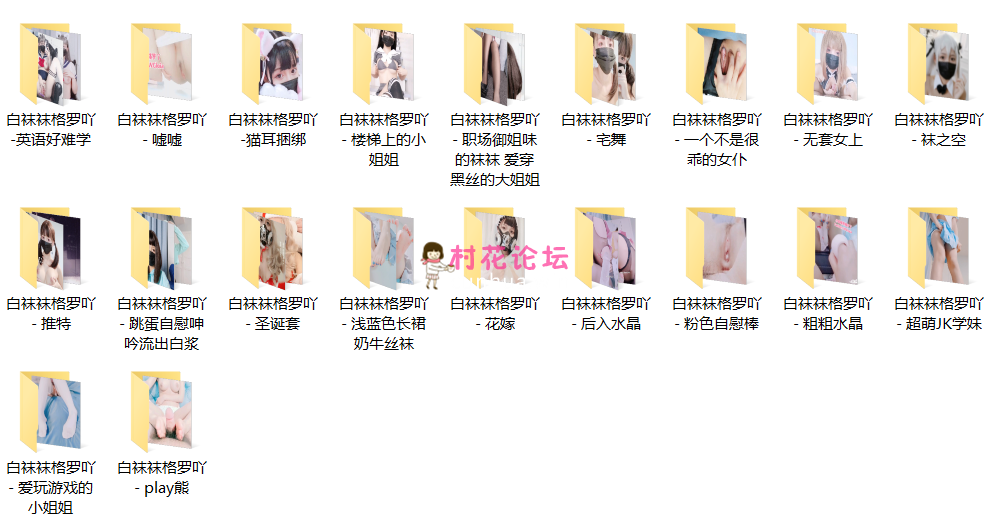 白袜袜格罗吖
-英语好难学
白袜袜格罗吖
- 嘘嘘
白袜袜格罗吖
-猫耳捆绑
白袜袜格罗吖
- 楼梯上的小
姐姐
白袜袜格罗吖
- 职场御姐味
的袜袜 爱穿
黑丝的大姐姐
白袜袜格罗吖
- 宅舞
白袜袜格罗吖
- 一个不是很
乖的女仆
白袜袜格罗吖
- 无套女上
白袜袜格罗吖
- 袜之空
村花论坛
白袜袜格罗吖
- 推特
白袜袜格罗吖
- 跳蛋自慰呻
吟流出白浆
白袜袜格罗吖
- 圣诞套
白袜袜格罗吖
- 浅蓝色长裙
奶牛丝袜
白袜袜格罗吖
- 花嫁
白袜袜格罗吖
- 后入水晶
白袜袜格罗吖
- 粉色自慰棒
白袜袜格罗吖
- 粗粗水晶
白袜袜格罗吖
- 超萌JK学妹
白袜袜格罗吖
- 爱玩游戏的
小姐姐
白袜袜格罗吖
- play熊